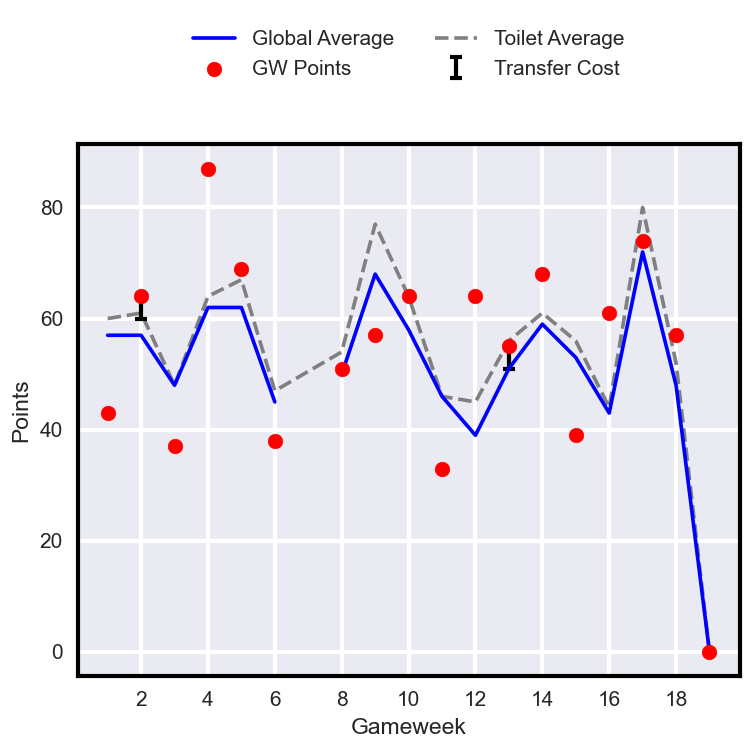 Global Average
Toilet Average
GW Points
Transfer Cost
80
60
40
20
0
Points
2 4 6 8 10 12 14 16 18
Gameweek